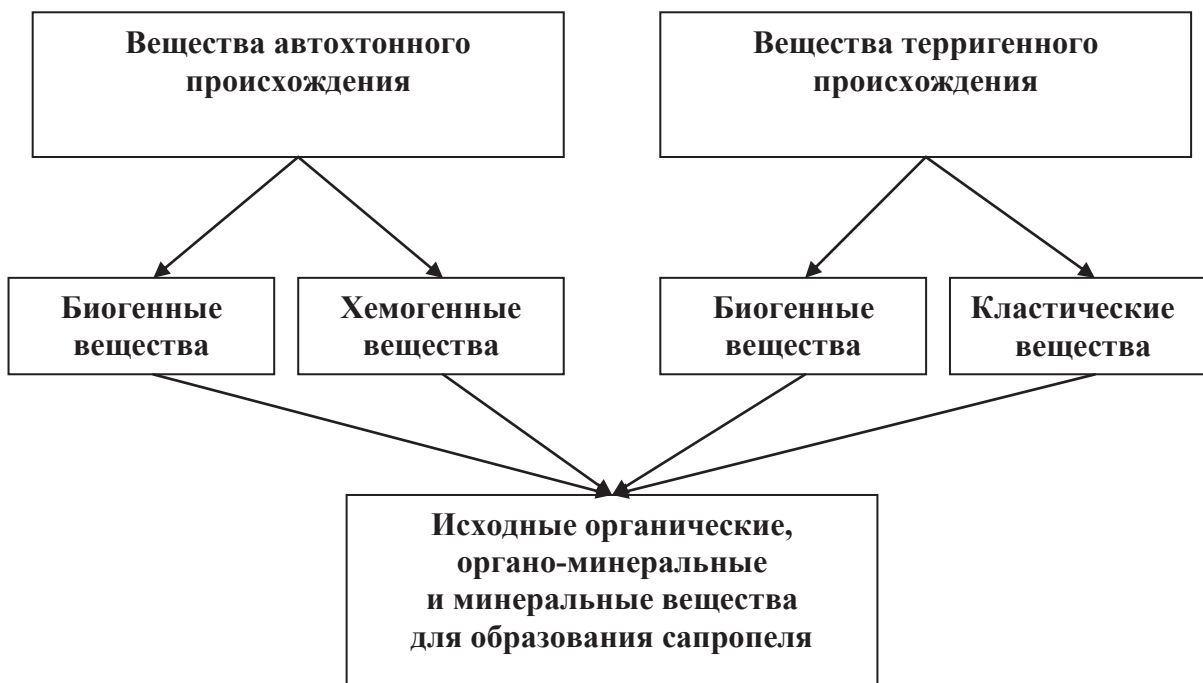 Вещества автохтонного
происхождения
Вещества терригенного
происхождения
Биогенные
вещества
Хемогенные
вещества
Биогенные
вещества
Кластические
вещества
Исходные органические,
органо-минеральные
и минеральные вещества
для образования сапропеля